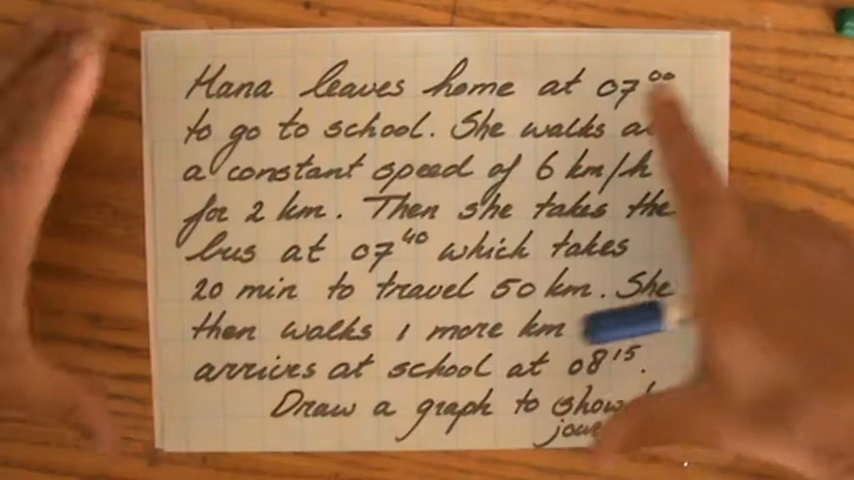 Hana leaves home at 07⁰⁰
to go to school. She walks
a constant speed of 6 km/h
for 2 km. Then she takes the
bus at 07⁴⁰ which takes
20 min to travel 50 km. She
then walks 1 more km
arrives at school at 08¹⁵.
Draw a graph to show